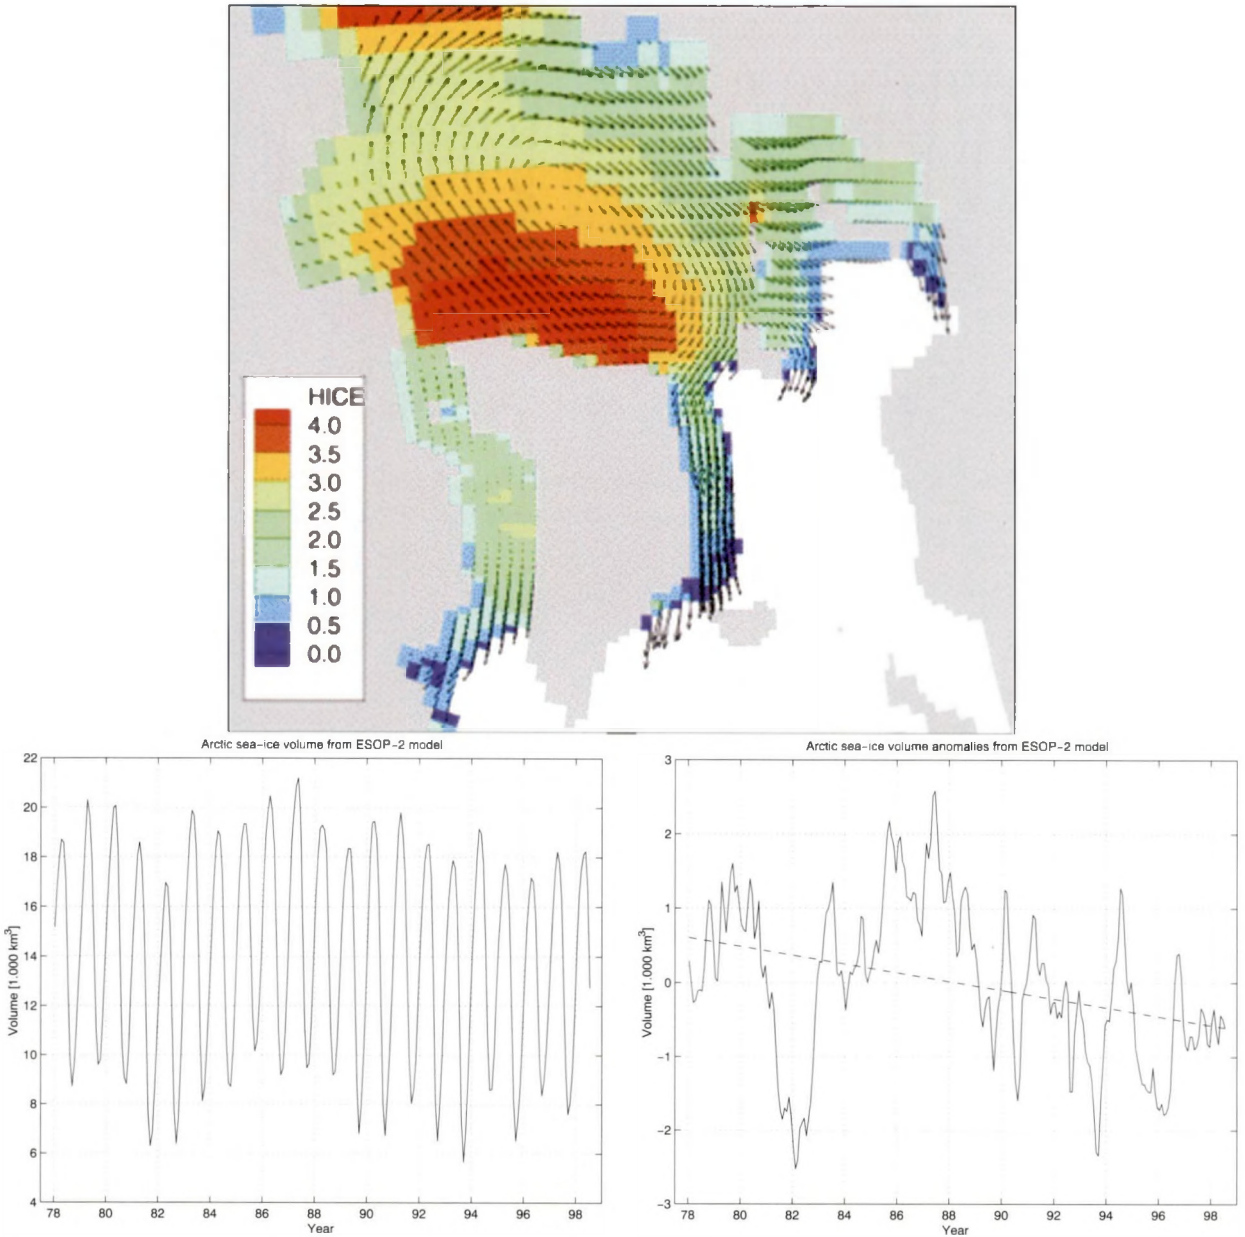 HICE
4.0
3.5
3.0
2.5
2.0
1.5
1.0
0.5
0.0
Arctic sea-ice volume from ESOP-2 model
22
20
18
16
14
12
10
8
6
4
Volume [1.000 km³]
78 80 82 84 86 88 90 92 94 96 98
Year
Arctic sea-ice volume anomalies from ESOP-2 model
3
2
1
0
-1
-2
-3
Volume [1.000 km³]
78 80 82 84 86 88 90 92 94 96 98
Year